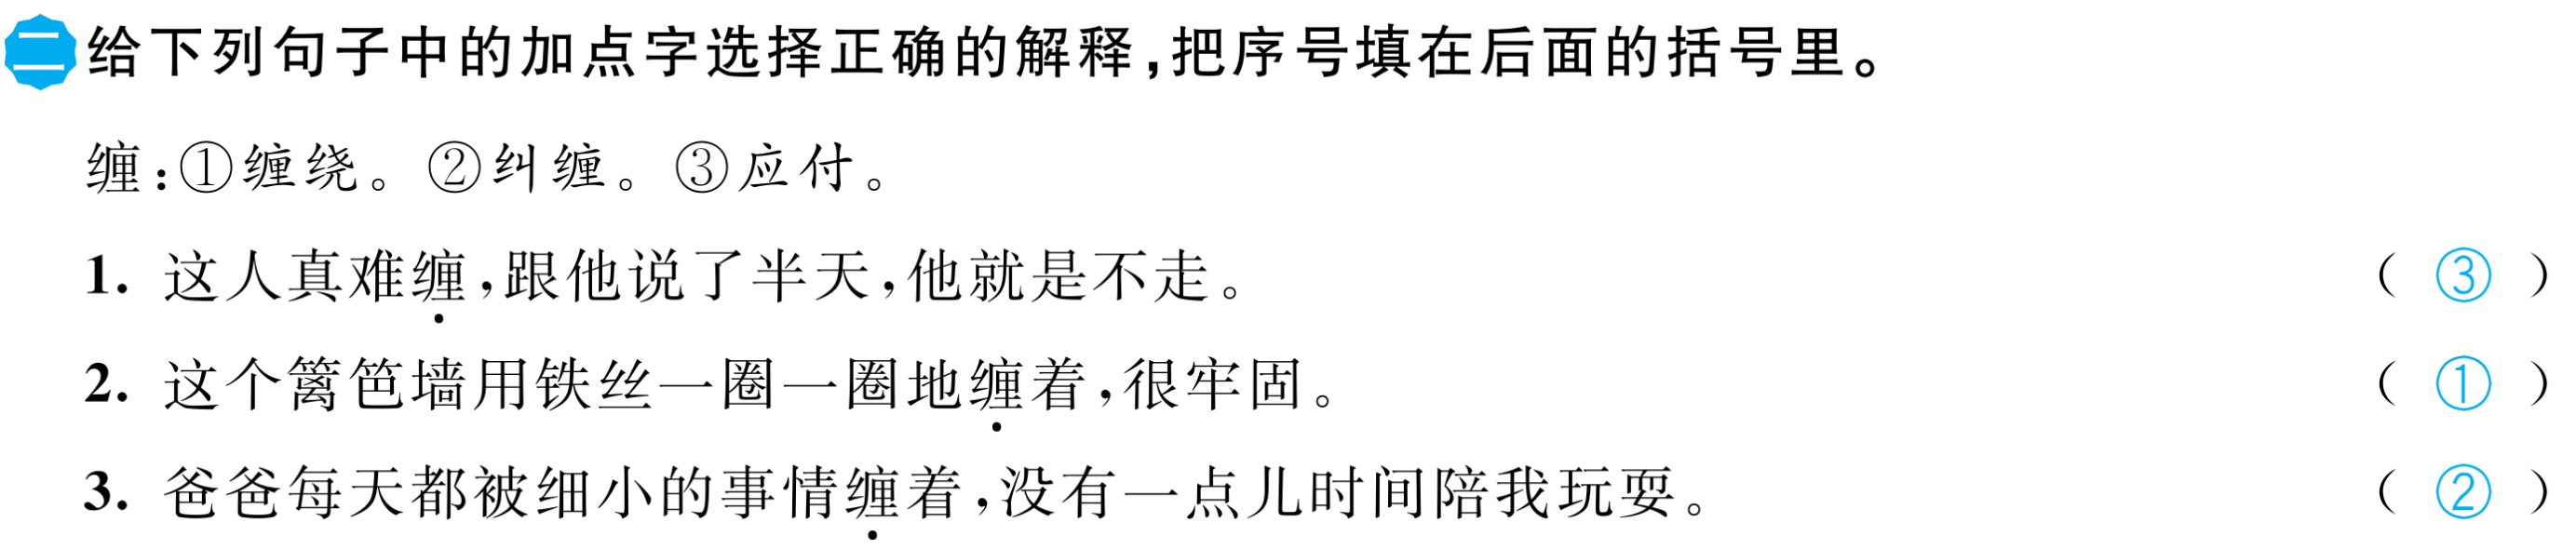 二 给下列句子中的加点字选择正确的解释,把序号填在后面的括号里。
缠:①缠绕。②纠缠。③应付。
1. 这人真难缠,跟他说了半天,他就是不走。 ( ③ )
2. 这个篱笆墙用铁丝一圈一圈地缠着,很牢固。 ( ① )
3. 爸爸每天都被细小的事情缠着,没有一点儿时间陪我玩耍。 ( ② )